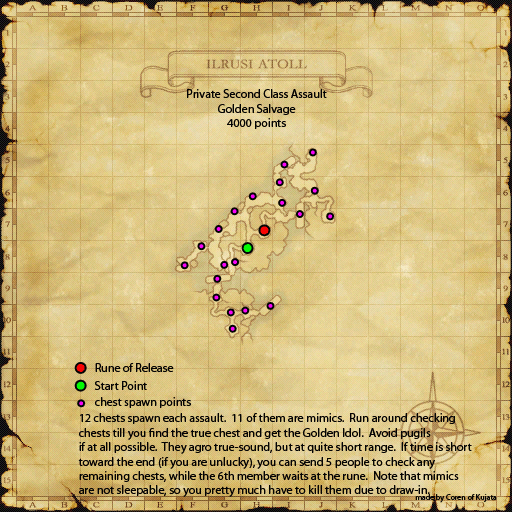 A B C D E F G H I J K L M N O
ILRUSI ATOLL
Private Second Class Assault
Golden Salvage
4000 points
Rune of Release
Start Point
chest spawn points
12 chests spawn each assault. 11 of them are mimics. Run around checking
chests till you find the true chest and get the Golden Idol. Avoid pugils
if at all possible. They agro true-sound, but at quite short range. If time is short
toward the end (if you are unlucky), you can send 5 people to check any
remaining chests, while the 6th member waits at the rune. Note that mimics
are not sleepable, so you pretty much have to kill them due to draw-in.
made by Coren of Kujata